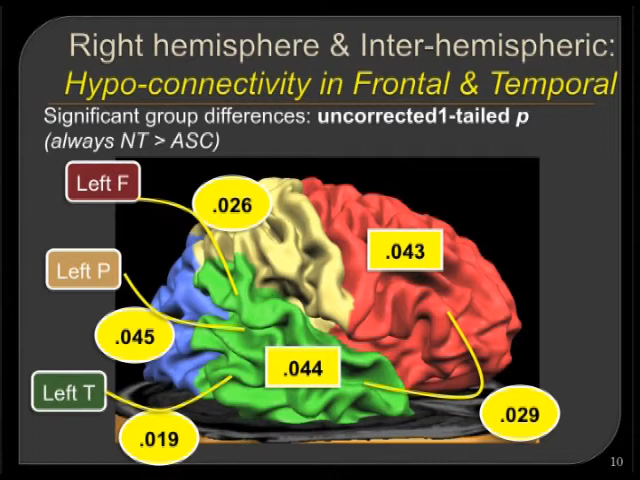 Right hemisphere & Inter-hemispheric:
Hypo-connectivity in Frontal & Temporal
Significant group differences: uncorrected1-tailed p
(always NT > ASC)
Left F
.026
.043
Left P
.045
.044
Left T
.029
.019
10